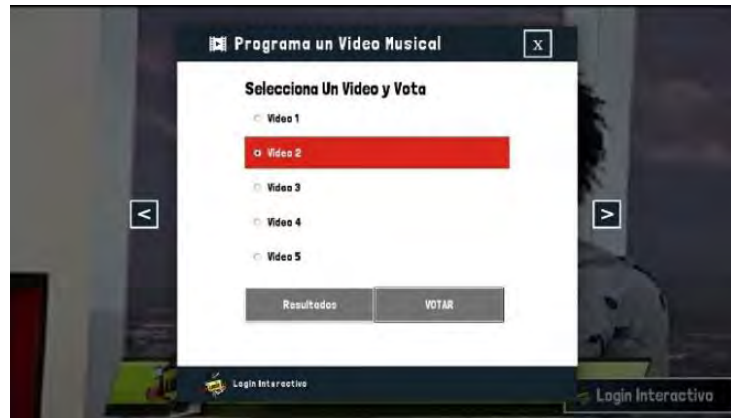 Programa un Video Musical
X
Selecciona Un Video y Vota
Video 1
Video 2
Video 3
Video 4
Video 5
<
>
Resultados
VOTAR
Login Interactivo
Login Interactivo